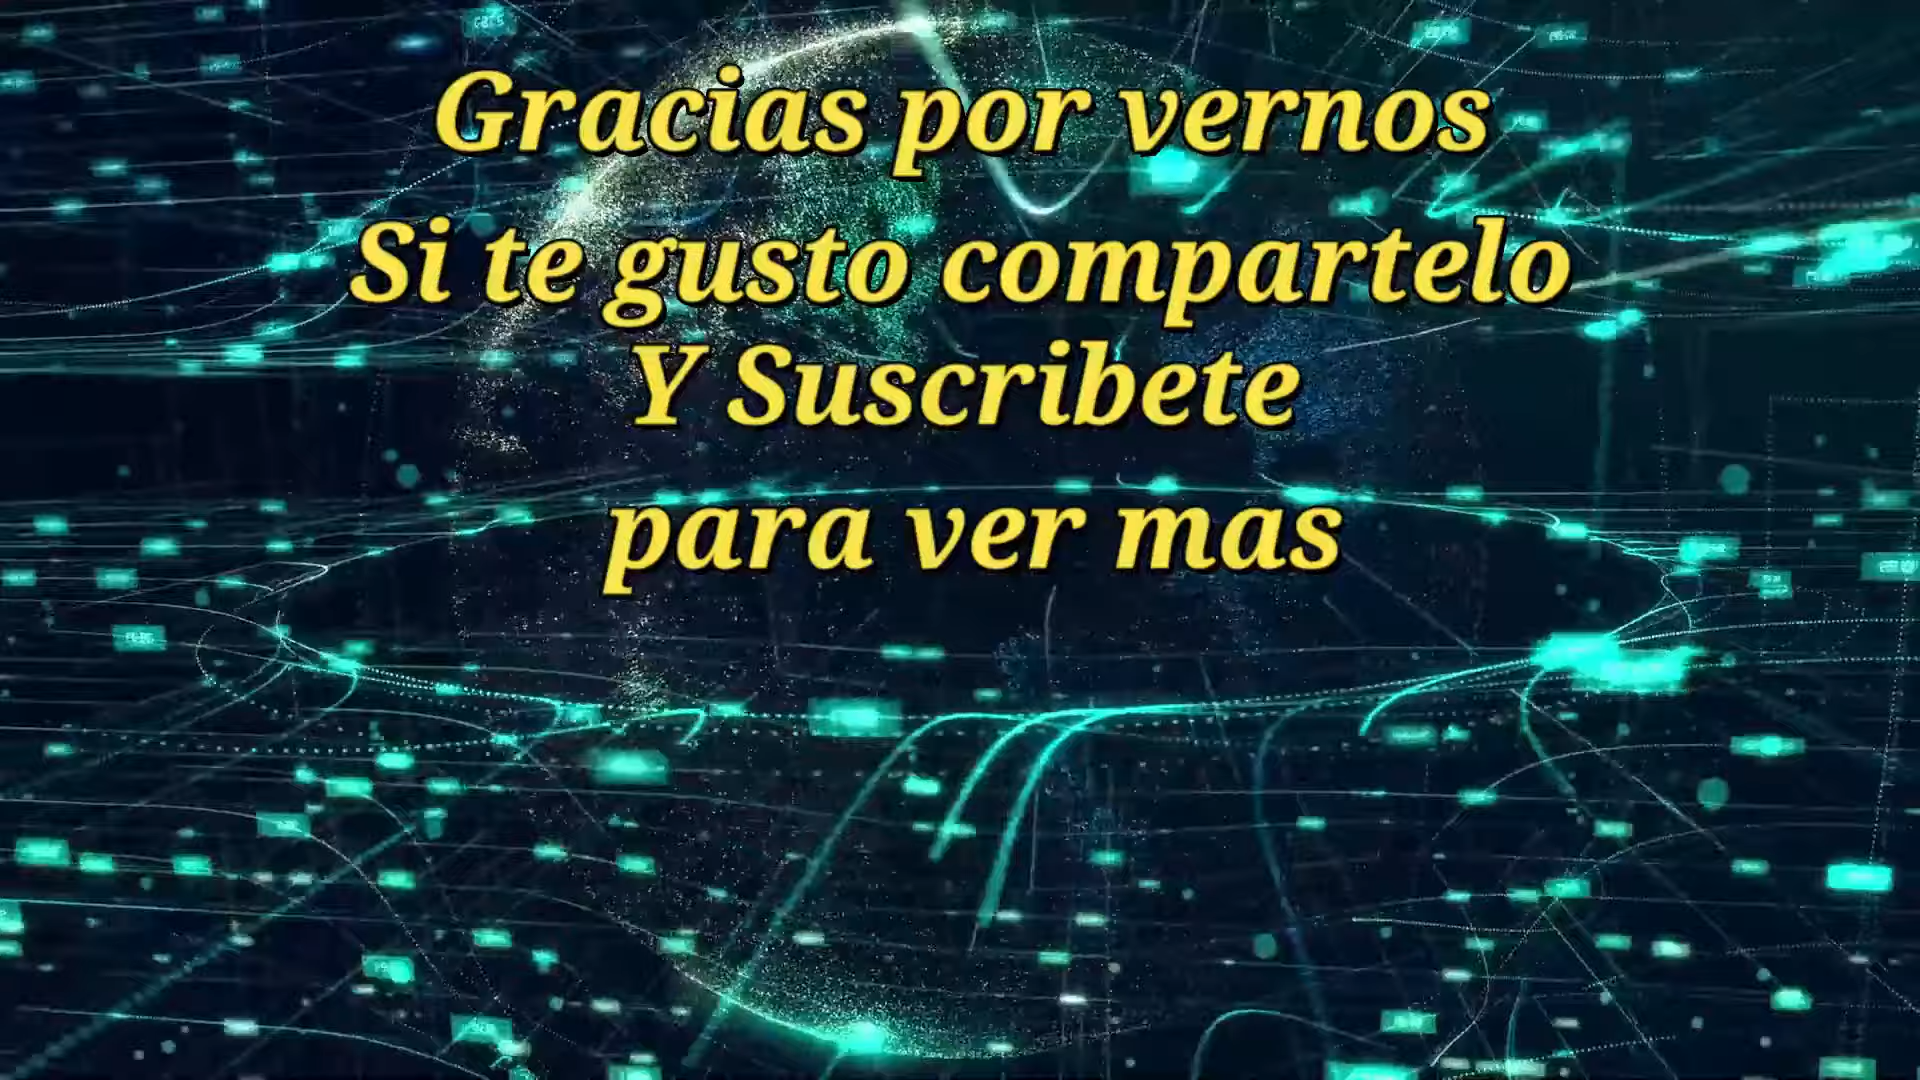 Gracias por vernos
Si te gusto compartelo
Y Suscribete
para ver mas